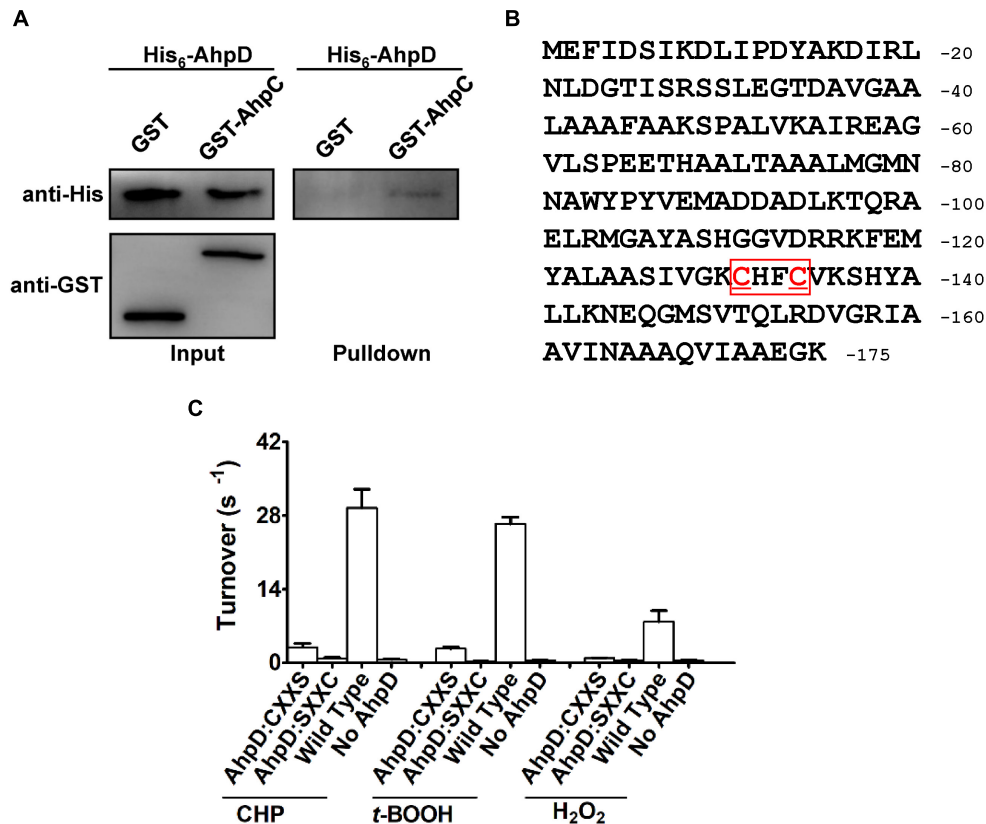 A
His6-AhpD
His6-AhpD
GST
GST-AhpC
GST
GST-AhpC
anti-His
anti-GST
Input
Pulldown
B
MEFIDSIKDLIPDYAKDIRL -20
NLDGTISRSSLEGTDAVGAA -40
LAAAFAAKSPALVKAIREAG -60
VLSPEETHAALTAAALMGMN -80
NAWYPYVEMADDADLKTQRA -100
ELRMGAYASHGGVDRRKFEM -120
YALAASIVGKCHFCVKSHYA -140
LLKNEQGMSVTQLRDVGRIA -160
AVINAAAQVIAAEGK -175
C
Turnover (s -1)
42
28
14
0
AhpD:CXXS
AhpD:SXXC
Wild Type
No AhpD
AhpD:CXXS
AhpD:SXXC
Wild Type
No AhpD
AhpD:CXXS
AhpD:SXXC
Wild Type
No AhpD
CHP
t-BOOH
H2O2